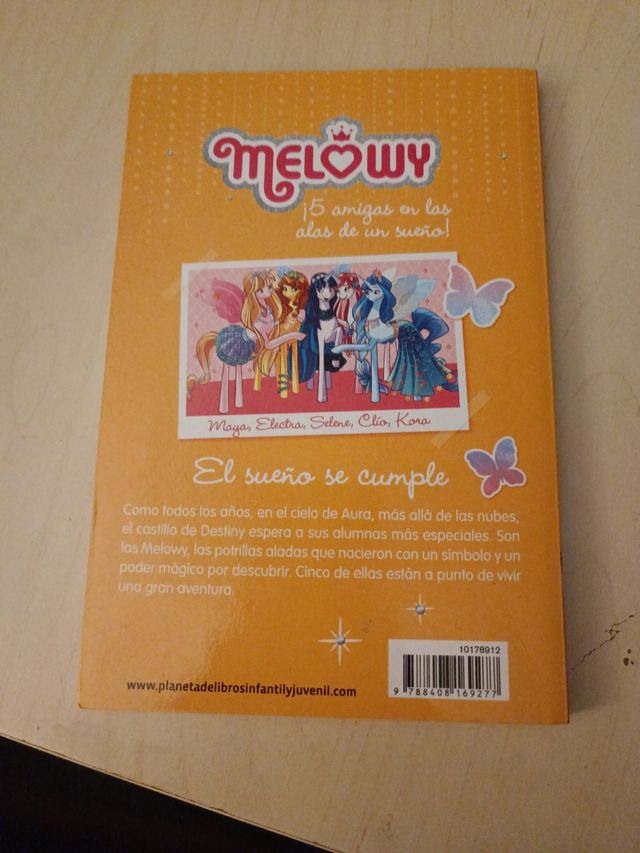 MELOWY
¡5 amigas en las
alas de un sueño!
Maya, Electra, Selene, Clío, Kora
El sueño se cumple
Como todos los años, en el cielo de Aura, más allá de las nubes,
el castillo de Destiny espera a sus alumnas más especiales. Son
las Melowy, las potrillas aladas que nacieron con un símbolo y un
poder mágico por descubrir. Cinco de ellas están a punto de vivir
una gran aventura.
www.planetadelibrosinfantilyjuvenil.com
10178912
9 788408 169277